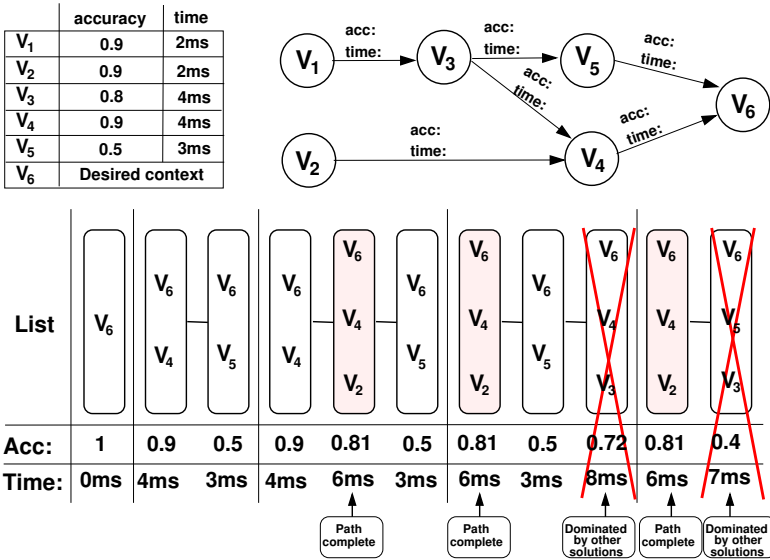 accuracy time
V1 0.9 2ms
V2 0.9 2ms
V3 0.8 4ms
V4 0.9 4ms
V5 0.5 3ms
V6 Desired context
V1
acc:
time:
V3
acc:
time:
V5
acc:
time:
V6
acc:
time:
V2
acc:
time:
V4
acc:
time:
List
V6
V6
V4
V6
V5
V6
V4
V6
V4
V2
V6
V5
V6
V4
V2
V6
V5
V6
V4
V3
V6
V4
V2
V6
V5
V3
Acc: 1 0.9 0.5 0.9 0.81 0.5 0.81 0.5 0.72 0.81 0.4
Time: 0ms 4ms 3ms 4ms 6ms 3ms 6ms 3ms 8ms 6ms 7ms
Path
complete
Path
complete
Dominated
by other
solutions
Path
complete
Dominated
by other
solutions